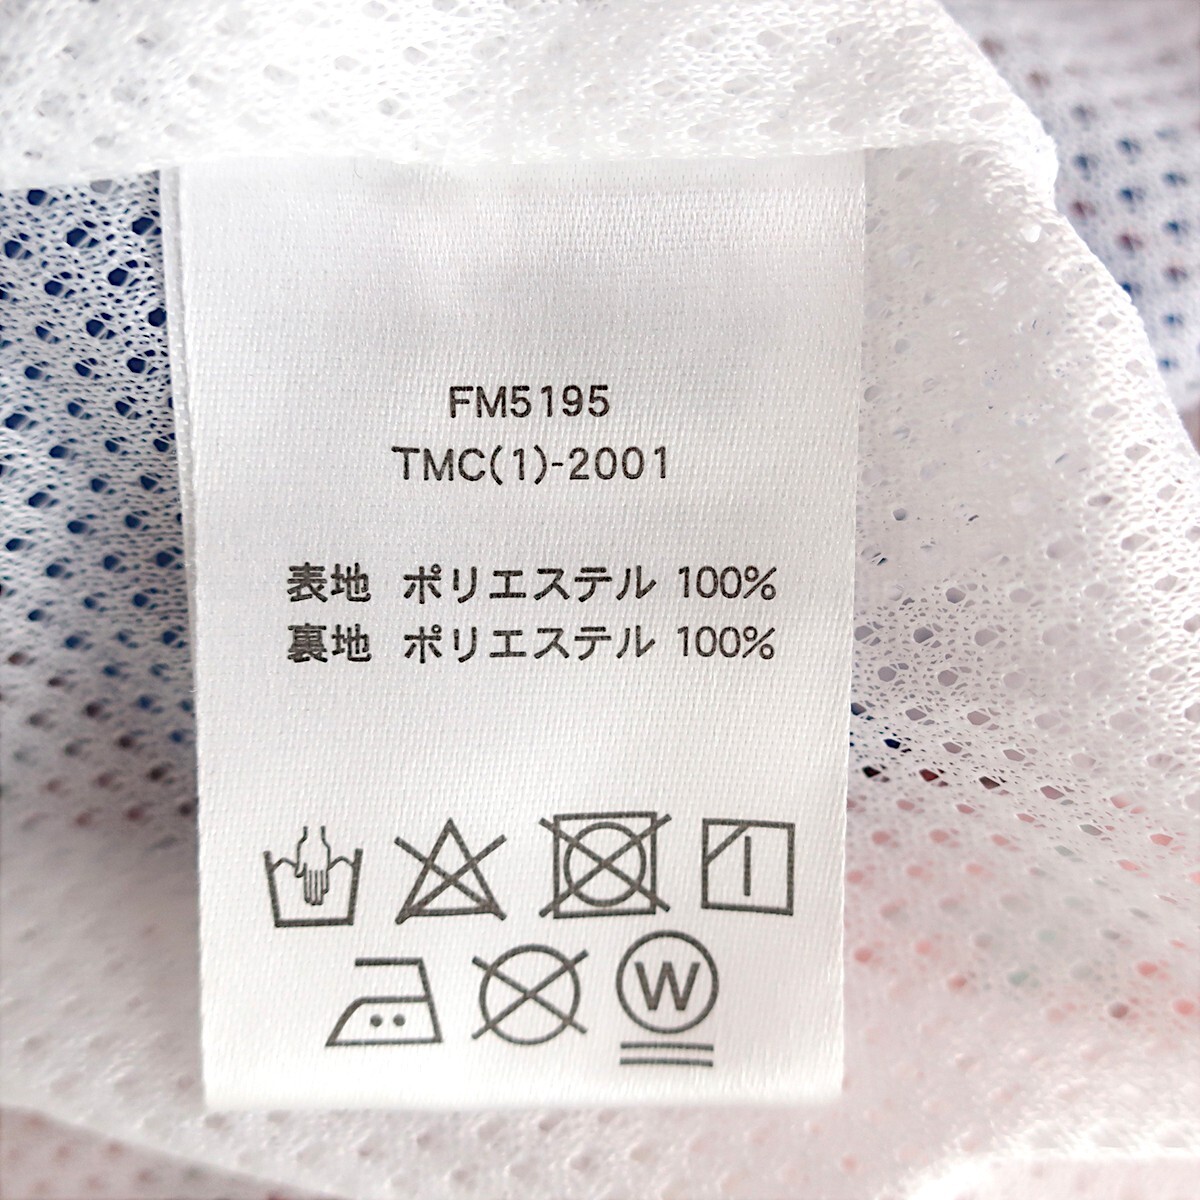 FM5195
TMC(1)-2001
表地 ポリエステル 100%
裏地 ポリエステル 100%
W